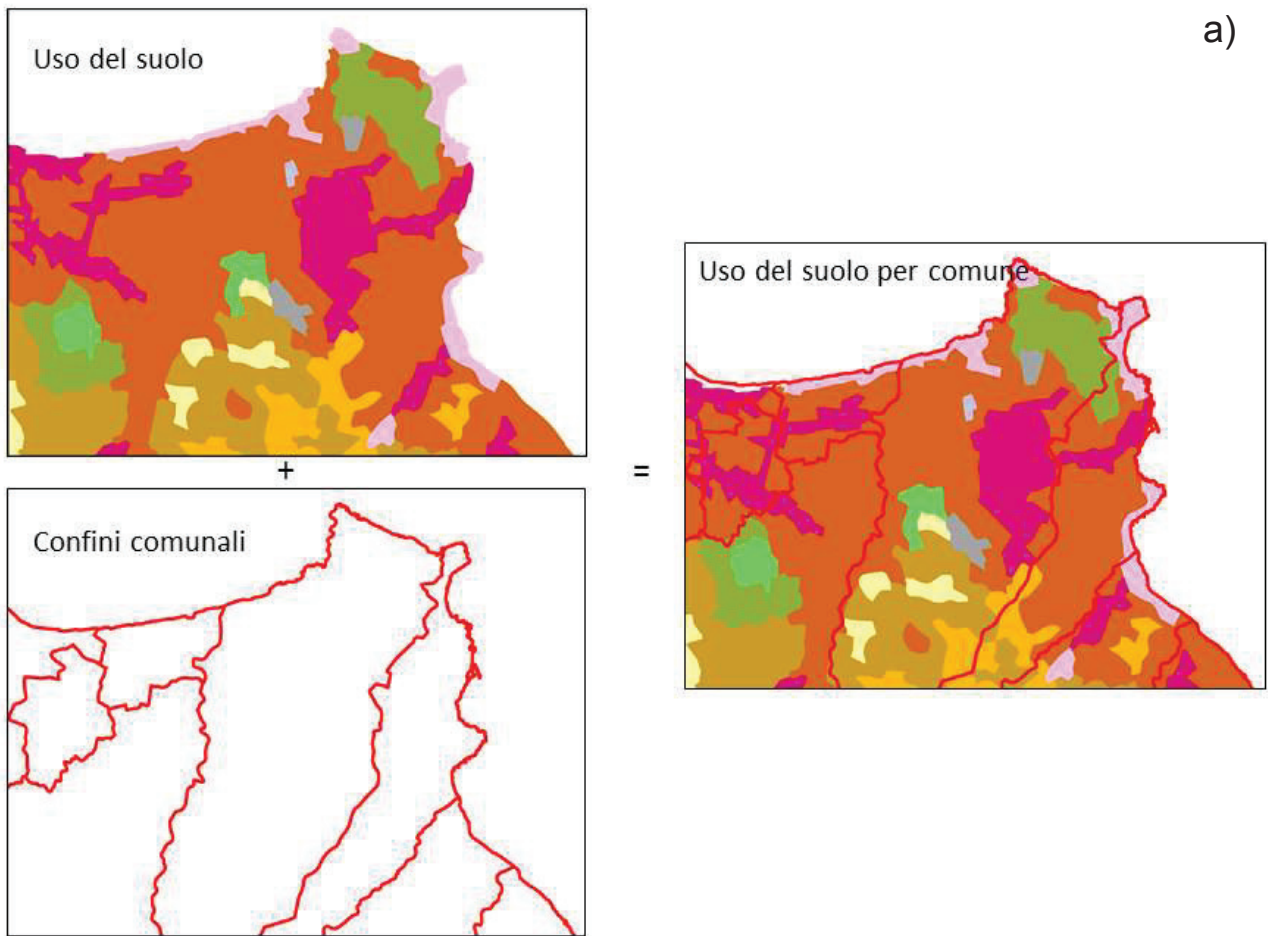 a)
Uso del suolo
+
Confini comunali
=
Uso del suolo per comune